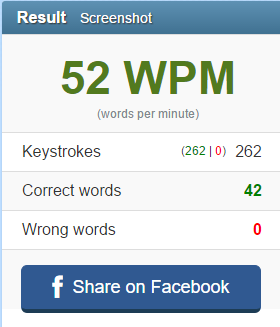 Result Screenshot
52 WPM
(words per minute)
Keystrokes (262 | 0) 262
Correct words 42
Wrong words 0
f Share on Facebook